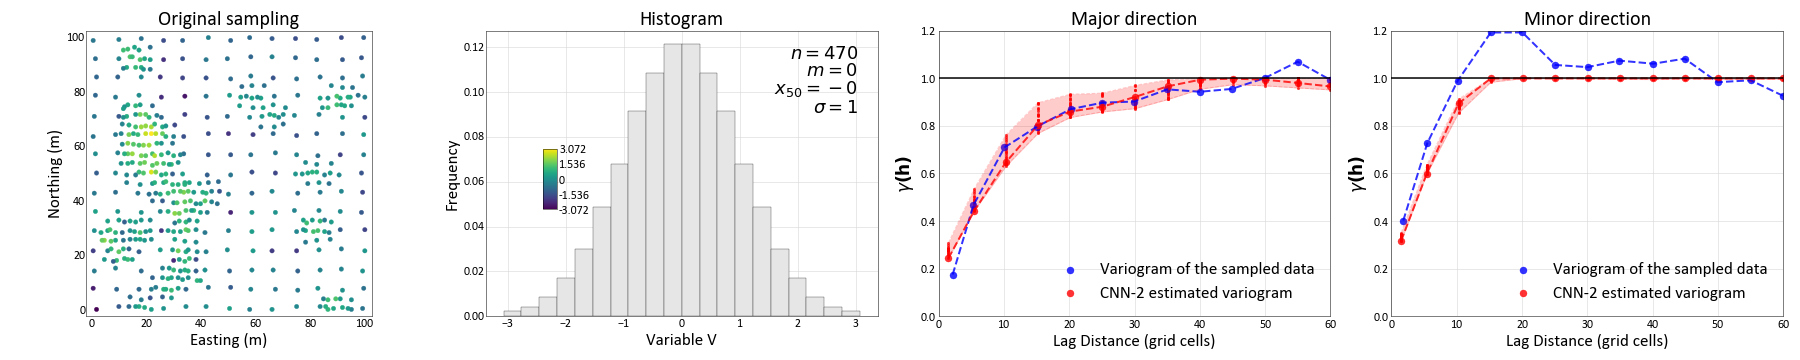 Original sampling
100
80
60
40
20
0
0 20 40 60 80 100
Northing (m)
Easting (m)
Histogram
0.12
0.10
0.08
0.06
0.04
0.02
0.00
−3 −2 −1 0 1 2 3
Frequency
Variable V
n = 470
m = 0
x50 = −0
σ = 1
3.072
1.536
0
-1.536
-3.072
Major direction
1.2
1.0
0.8
0.6
0.4
0.2
0.0
0 10 20 30 40 50 60
γ(h)
Lag Distance (grid cells)
Variogram of the sampled data
CNN-2 estimated variogram
Minor direction
1.2
1.0
0.8
0.6
0.4
0.2
0.0
0 10 20 30 40 50 60
γ(h)
Lag Distance (grid cells)
Variogram of the sampled data
CNN-2 estimated variogram